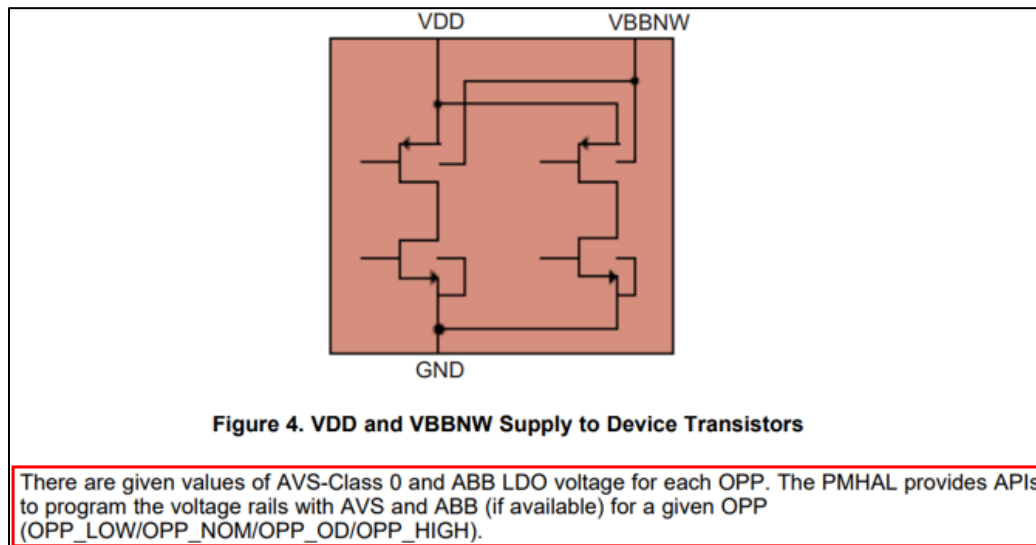 VDD
VBBNW
GND
Figure 4. VDD and VBBNW Supply to Device Transistors
There are given values of AVS-Class 0 and ABB LDO voltage for each OPP. The PMHAL provides APIs
to program the voltage rails with AVS and ABB (if available) for a given OPP
(OPP_LOW/OPP_NOM/OPP_OD/OPP_HIGH).